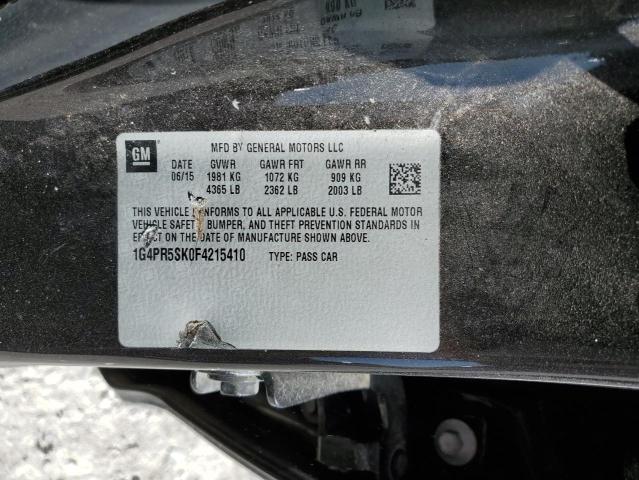 GM
MFD BY GENERAL MOTORS LLC
DATE GVWR GAWR FRT GAWR RR
06/15 1981 KG 1072 KG 909 KG
4365 LB 2362 LB 2003 LB
THIS VEHICLE CONFORMS TO ALL APPLICABLE U.S. FEDERAL MOTOR
VEHICLE SAFETY, BUMPER, AND THEFT PREVENTION STANDARDS IN
EFFECT ON THE DATE OF MANUFACTURE SHOWN ABOVE.
1G4PR5SK0F4215410 TYPE: PASS CAR